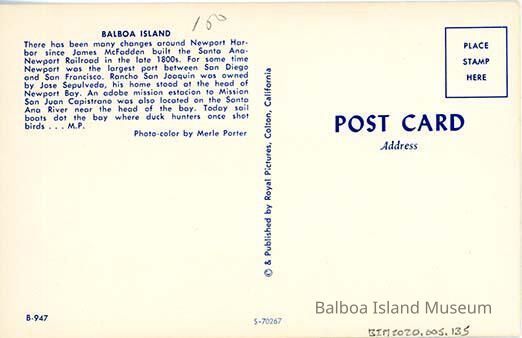 150
BALBOA ISLAND
There has been many changes around Newport Har-
bor since James McFadden built the Santa Ana-
Newport Railroad in the late 1800s. For some time
Newport was the largest port between San Diego
and San Francisco. Rancho San Joaquin was owned
by Jose Sepulveda, his home stood at the head of
Newport Bay. An adobe mission estacion to Mission
San Juan Capistrano was also located on the Santa
Ana River near the head of the bay. Today sail
boats dot the bay where duck hunters once shot
birds . . . M.P.
Photo-color by Merle Porter
B-947
© & Published by Royal Pictures, Colton, California
S-70267
PLACE
STAMP
HERE
POST CARD
Address
Balboa Island Museum
BIM2020.005.135